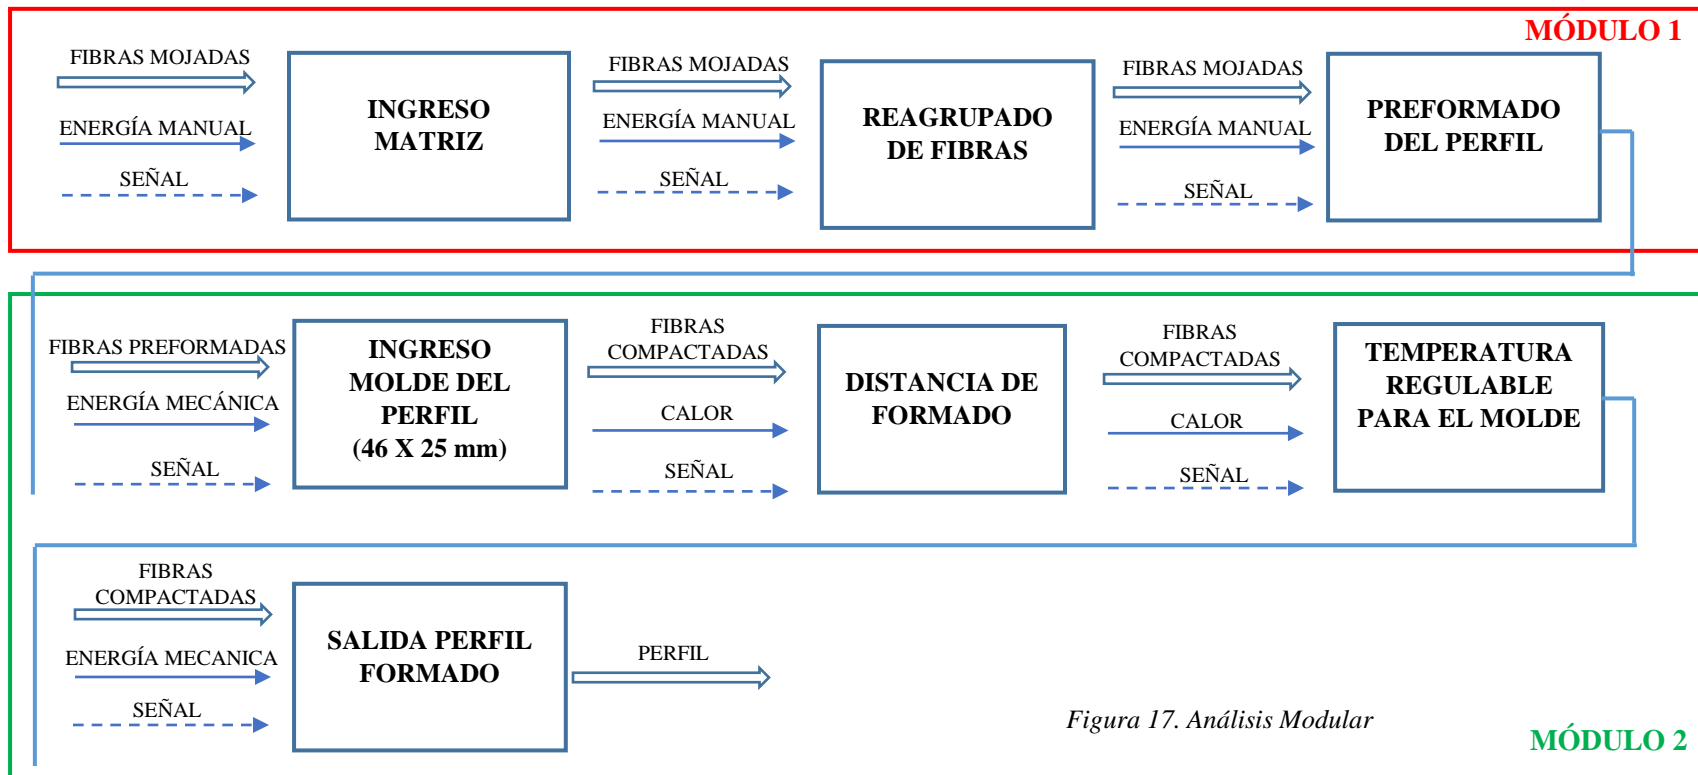 MÓDULO 1
FIBRAS MOJADAS
ENERGÍA MANUAL
SEÑAL
INGRESO
MATRIZ
FIBRAS MOJADAS
ENERGÍA MANUAL
SEÑAL
REAGRUPADO
DE FIBRAS
FIBRAS MOJADAS
ENERGÍA MANUAL
SEÑAL
PREFORMADO
DEL PERFIL
FIBRAS PREFORMADAS
ENERGÍA MECÁNICA
SEÑAL
INGRESO
MOLDE DEL
PERFIL
(46 X 25 mm)
FIBRAS
COMPACTADAS
CALOR
SEÑAL
DISTANCIA DE
FORMADO
FIBRAS
COMPACTADAS
CALOR
SEÑAL
TEMPERATURA
REGULABLE
PARA EL MOLDE
FIBRAS
COMPACTADAS
ENERGÍA MECANICA
SEÑAL
SALIDA PERFIL
FORMADO
PERFIL
Figura 17. Análisis Modular
MÓDULO 2